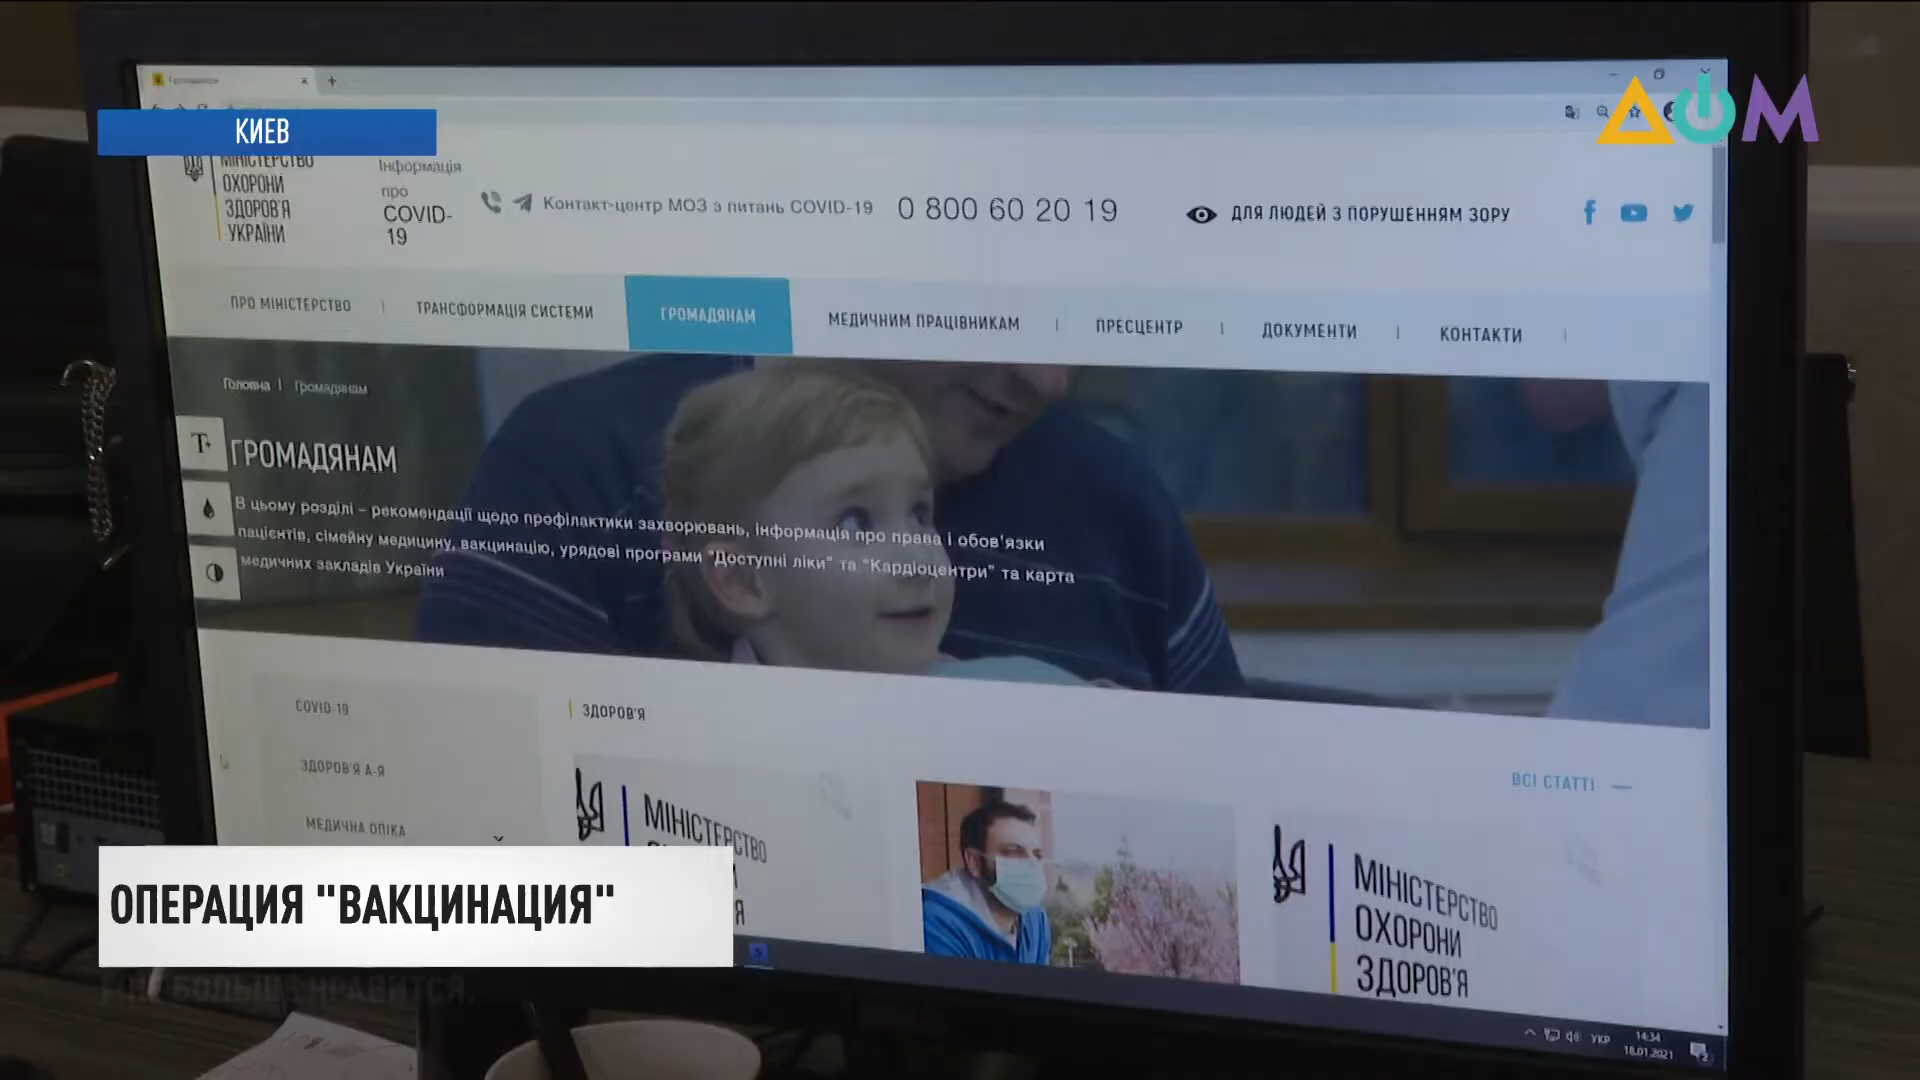 Громадянам
ДОМ
КИЕВ
МІНІСТЕРСТВО
ОХОРОНИ
ЗДОРОВ'Я
УКРАЇНИ
Інформація
про
COVID-
19
Контакт-центр МОЗ з питань COVID-19
0 800 60 20 19
ДЛЯ ЛЮДЕЙ З ПОРУШЕННЯМ ЗОРУ
ПРО МІНІСТЕРСТВО
ТРАНСФОРМАЦІЯ СИСТЕМИ
ГРОМАДЯНАМ
МЕДИЧНИМ ПРАЦІВНИКАМ
ПРЕСЦЕНТР
ДОКУМЕНТИ
КОНТАКТИ
Головна | Громадянам
ГРОМАДЯНАМ
В цьому розділі – рекомендації щодо профілактики захворювань, інформація про права і обов'язки
пацієнтів, сімейну медицину, вакцинацію, урядові програми "Доступні ліки" та "Кардіоцентри" та карта
медичних закладів України
COVID-19
ЗДОРОВ'Я А-Я
МЕДИЧНА ОПІКА
ЗДОРОВ'Я
ВСІ СТАТТІ
МІНІСТЕРСТВО
МІНІСТЕРСТВО
ОХОРОНИ
ЗДОРОВ'Я
ОПЕРАЦИЯ "ВАКЦИНАЦИЯ"
НРАВИТСЯ.
УКР
14:34
18.01.2021